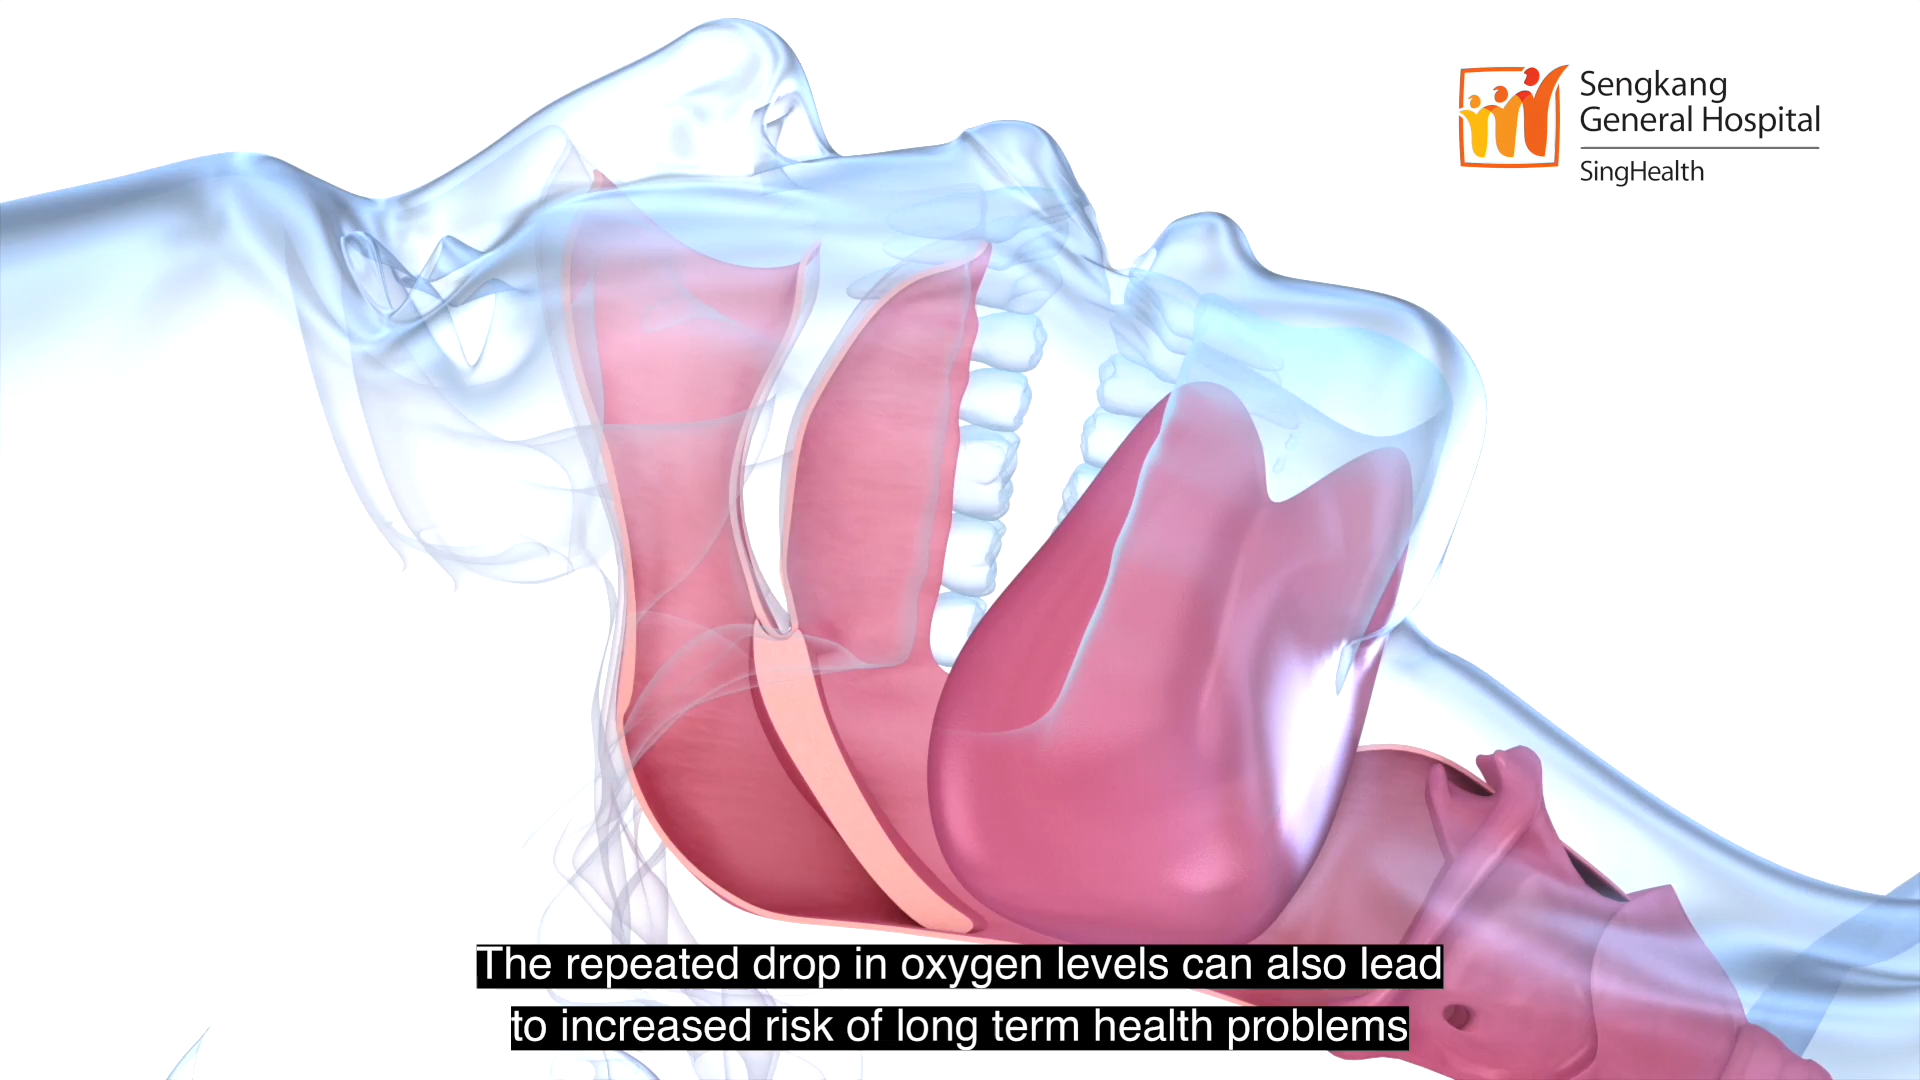 Sengkang
General Hospital
SingHealth
The repeated drop in oxygen levels can also lead
to increased risk of long term health problems